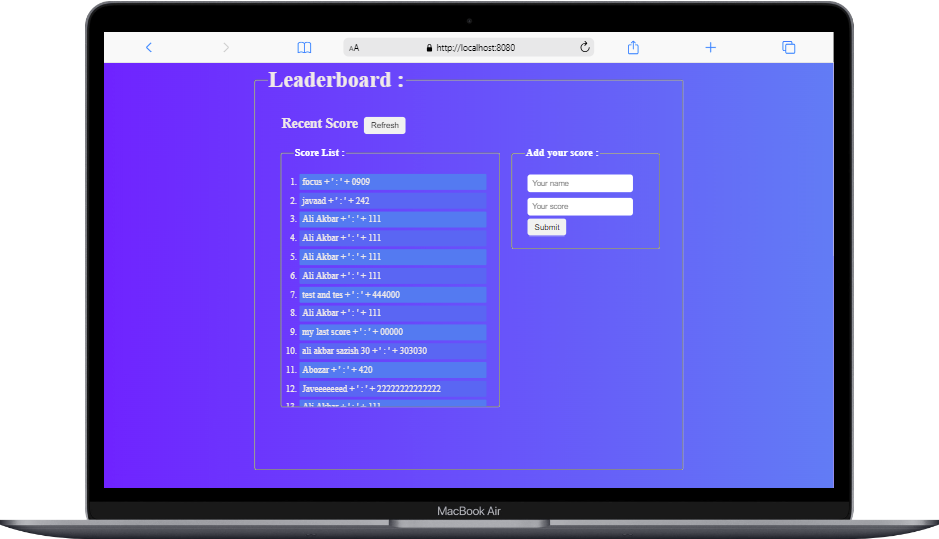 AA http://localhost:8080
Leaderboard :
Recent Score Refresh
Score List :
1. focus + ' : ' + 0909
2. javaad + ' : ' + 242
3. Ali Akbar + ' : ' + 111
4. Ali Akbar + ' : ' + 111
5. Ali Akbar + ' : ' + 111
6. Ali Akbar + ' : ' + 111
7. test and tes + ' : ' + 444000
8. Ali Akbar + ' : ' + 111
9. my last score + ' : ' + 00000
10. ali akbar sazish 30 + ' : ' + 303030
11. Abozar + ' : ' + 420
12. Javeeeeeeed + ' : ' + 22222222222222
13. Ali Akbar + ' : ' + 111
Add your score :
Your name
Your score
Submit
MacBook Air